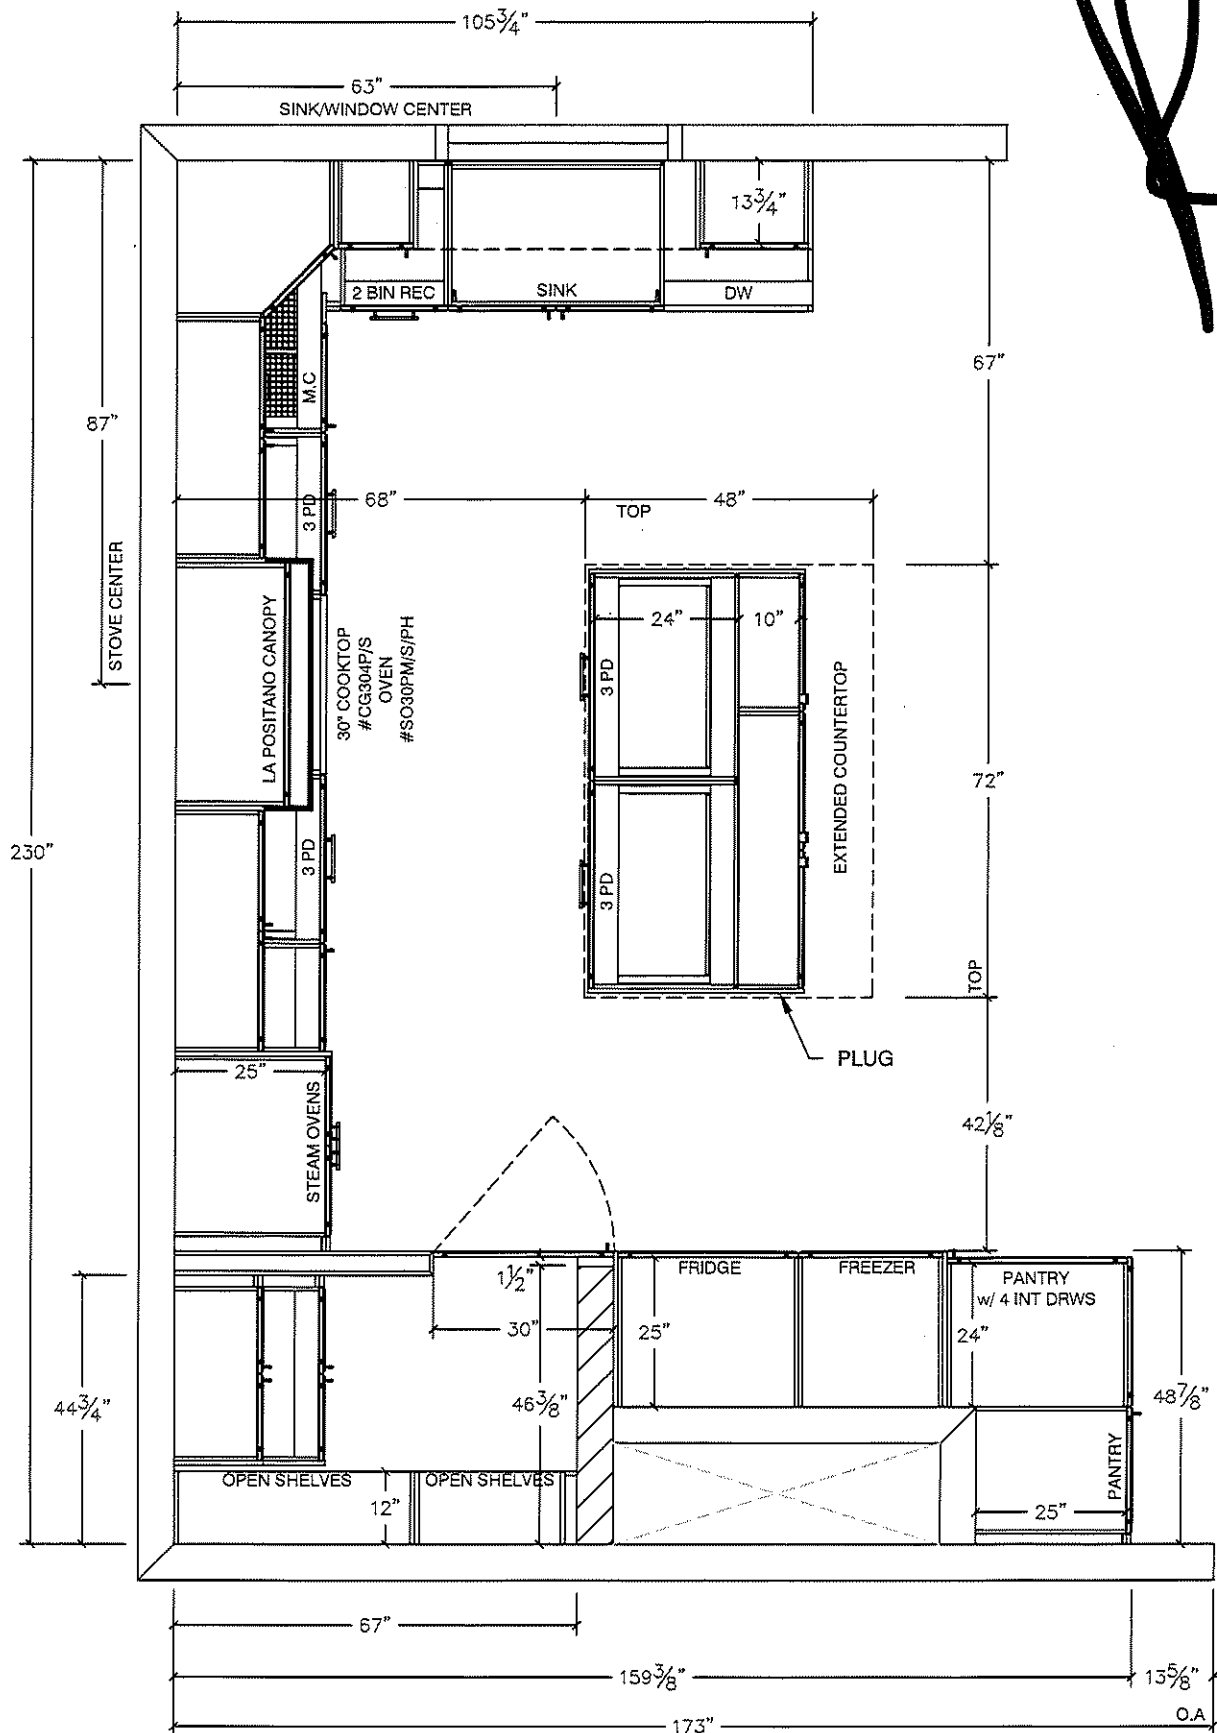 105 3/4"
63"
SINK/WINDOW CENTER
13 3/4"
2 BIN REC
SINK
DW
67"
M.C
87"
3 PD
68"
48"
TOP
STOVE CENTER
LA POSITANO CANOPY
30" COOKTOP
#CG304P/S
OVEN
#SO30PM/S/PH
24"
10"
3 PD
EXTENDED COUNTERTOP
72"
230"
3 PD
3 PD
TOP
PLUG
25"
STEAM OVENS
42 1/8"
1 1/2"
FRIDGE
FREEZER
PANTRY
w/ 4 INT DRWS
30"
25"
24"
44 3/4"
46 3/8"
48 7/8"
OPEN SHELVES
OPEN SHELVES
PANTRY
12"
25"
67"
159 3/8"
13 5/8"
O.A
173"